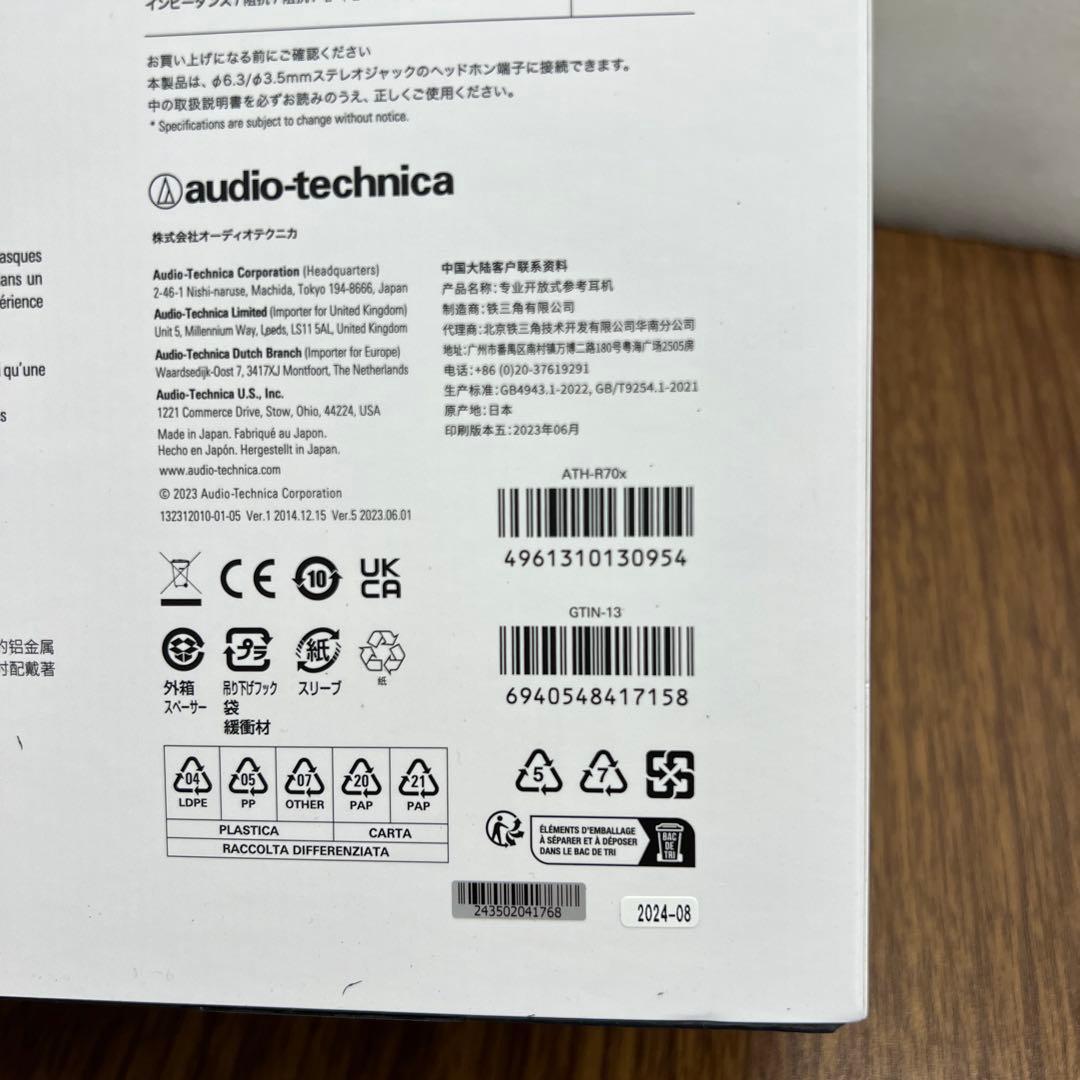 お買い上げになる前にご確認ください
本製品は、φ6.3/φ3.5mmステレオジャックのヘッドホン端子に接続できます。
中の取扱説明書を必ずお読みのうえ、正しくご使用ください。
* Specifications are subject to change without notice.
audio-technica
株式会社オーディオテクニカ
Audio-Technica Corporation (Headquarters)
2-46-1 Nishi-naruse, Machida, Tokyo 194-8666, Japan
Audio-Technica Limited (Importer for United Kingdom)
Unit 5, Millennium Way, Leeds, LS11 5AL, United Kingdom
Audio-Technica Dutch Branch (Importer for Europe)
Waardsedijk-Oost 7, 3417XJ Montfoort, The Netherlands
Audio-Technica U.S., Inc.
1221 Commerce Drive, Stow, Ohio, 44224, USA
Made in Japan. Fabriqué au Japon.
Hecho en Japón. Hergestellt in Japan.
www.audio-technica.com
© 2023 Audio-Technica Corporation
132312010-01-05 Ver.1 2014.12.15 Ver.5 2023.06.01
中国大陆客户联系资料
产品名称:专业开放式参考耳机
制造商:铁三角有限公司
代理商:北京铁三角技术开发有限公司华南分公司
地址:广州市番禺区南村镇万博二路180号粤海广场2505房
电话:+86 (0)20-37619291
生产标准:GB4943.1-2022, GB/T9254.1-2021
原产地:日本
印刷版本五:2023年06月
ATH-R70x
4961310130954
GTIN-13
6940548417158
asques
ans un
érience
qu'une
s
的铝金属
时配戴著
CE
10
UK
CA
プラ
紙
外箱
スペーサー
吊り下げフック
袋
緩衝材
スリーブ
紙
04
LDPE
05
PP
07
OTHER
20
PAP
21
PAP
PLASTICA
CARTA
RACCOLTA DIFFERENZIATA
5
7
ÉLÉMENTS D'EMBALLAGE
À SÉPARER ET À DÉPOSER
DANS LE BAC DE TRI
BAC
DE
TRI
243502041768
2024-08